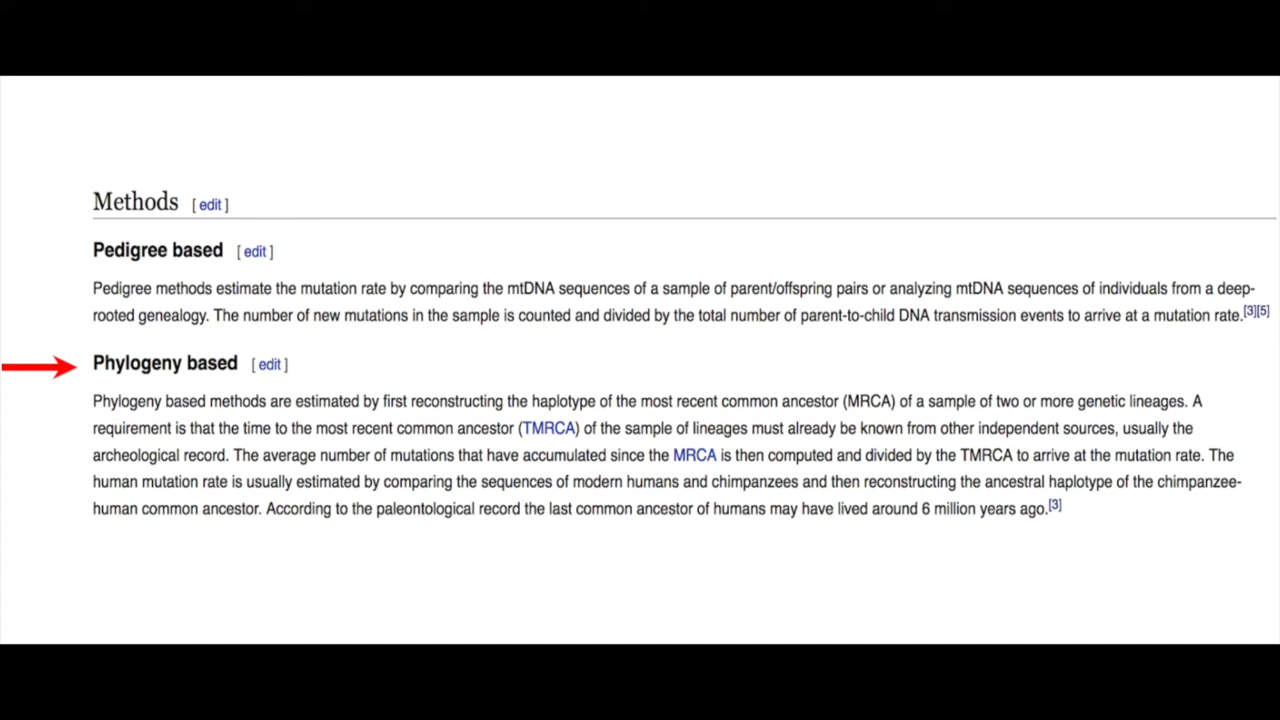 Methods [ edit ]
Pedigree based [ edit ]
Pedigree methods estimate the mutation rate by comparing the mtDNA sequences of a sample of parent/offspring pairs or analyzing mtDNA sequences of individuals from a deep-
rooted genealogy. The number of new mutations in the sample is counted and divided by the total number of parent-to-child DNA transmission events to arrive at a mutation rate.[3][5]
Phylogeny based [ edit ]
Phylogeny based methods are estimated by first reconstructing the haplotype of the most recent common ancestor (MRCA) of a sample of two or more genetic lineages. A
requirement is that the time to the most recent common ancestor (TMRCA) of the sample of lineages must already be known from other independent sources, usually the
archeological record. The average number of mutations that have accumulated since the MRCA is then computed and divided by the TMRCA to arrive at the mutation rate. The
human mutation rate is usually estimated by comparing the sequences of modern humans and chimpanzees and then reconstructing the ancestral haplotype of the chimpanzee-
human common ancestor. According to the paleontological record the last common ancestor of humans may have lived around 6 million years ago.[3]